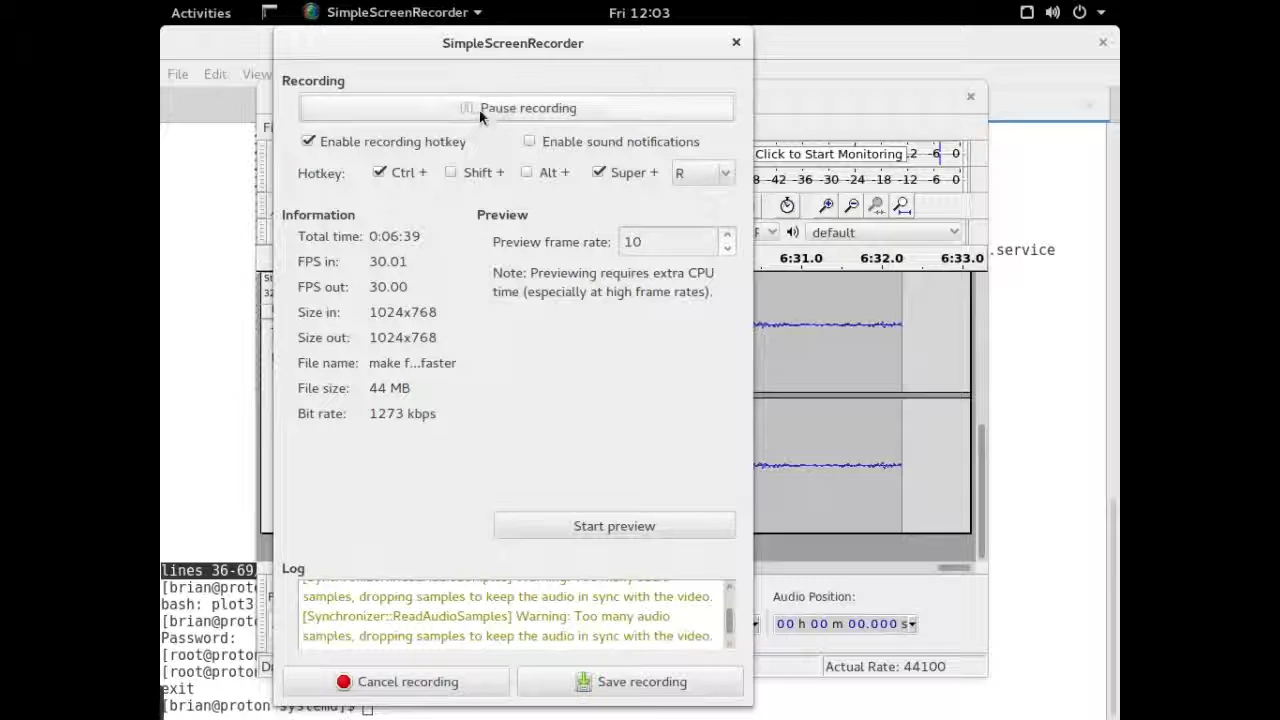 Activities
SimpleScreenRecorder
Fri 12:03
SimpleScreenRecorder
File Edit View
Recording
Pause recording
Enable recording hotkey
Enable sound notifications
Hotkey: Ctrl + Shift + Alt + Super + R
Information
Total time: 0:06:39
FPS in: 30.01
FPS out: 30.00
Size in: 1024x768
Size out: 1024x768
File name: make f...faster
File size: 44 MB
Bit rate: 1273 kbps
Preview
Preview frame rate: 10
Note: Previewing requires extra CPU
time (especially at high frame rates).
Start preview
Log
samples, dropping samples to keep the audio in sync with the video.
[Synchronizer::ReadAudioSamples] Warning: Too many audio
samples, dropping samples to keep the audio in sync with the video.
Cancel recording
Save recording
Click to Start Monitoring -6 0
-42 -36 -30 -24 -18 -12 -6 0
default
6:31.0 6:32.0 6:33.0
.service
Audio Position:
00 h 00 m 00.000 s
Actual Rate: 44100
lines 36-69
[brian@prot
bash: plot3
[brian@prot
Password:
[root@proto
[root@proto
exit
[brian@proton systemd]$